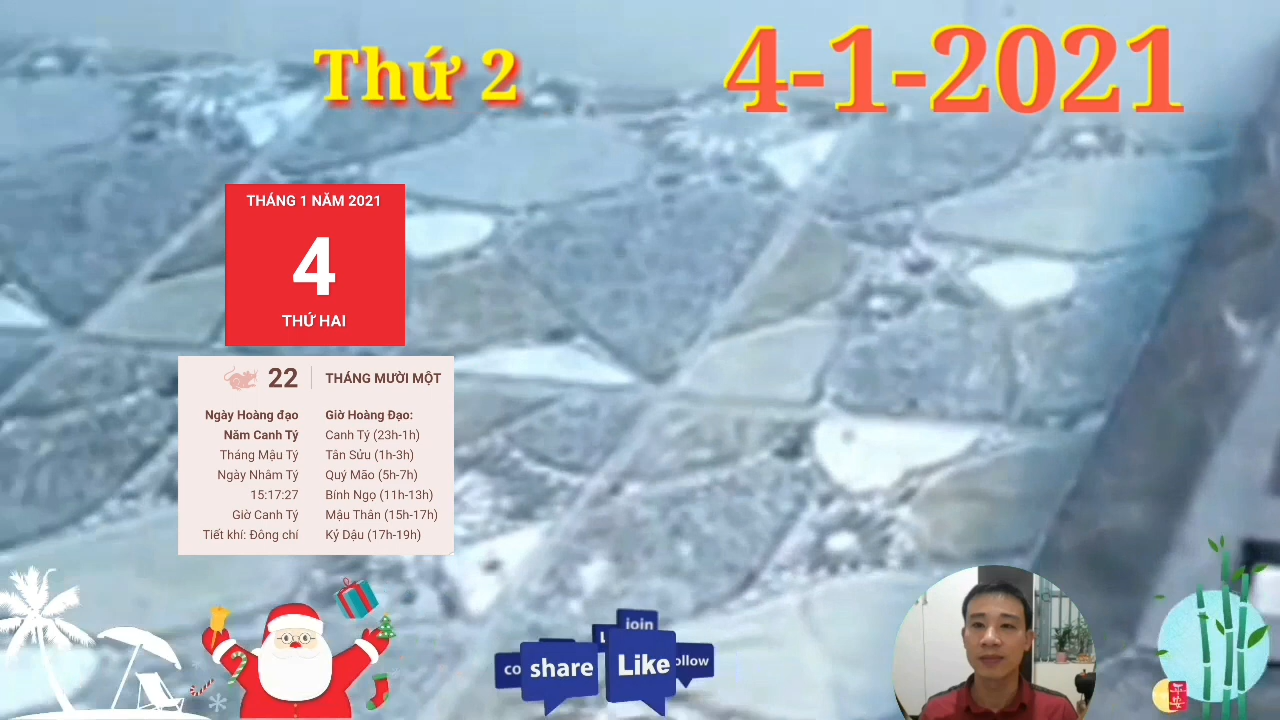 Thứ 2
4-1-2021
THÁNG 1 NĂM 2021
4
THỨ HAI
22
THÁNG MƯỜI MỘT
Ngày Hoàng đạo
Năm Canh Tý
Tháng Mậu Tý
Ngày Nhâm Tý
15:17:27
Giờ Canh Tý
Tiết khí: Đông chí
Giờ Hoàng Đạo:
Canh Tý (23h-1h)
Tân Sửu (1h-3h)
Quý Mão (5h-7h)
Bính Ngọ (11h-13h)
Mậu Thân (15h-17h)
Kỷ Dậu (17h-19h)
join
share
Like